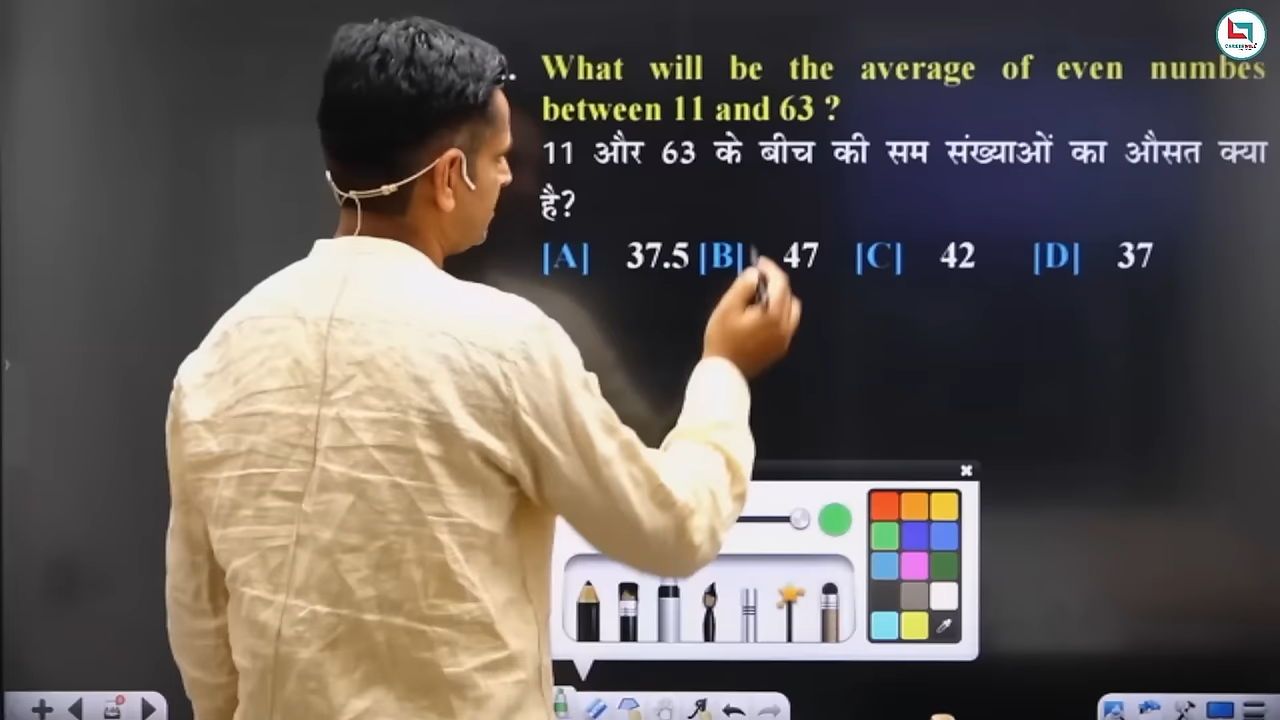 What will be the average of even numbes
between 11 and 63 ?
11 और 63 के बीच की सम संख्याओं का औसत क्या
है?
[A] 37.5 [B] 47 [C] 42 [D] 37